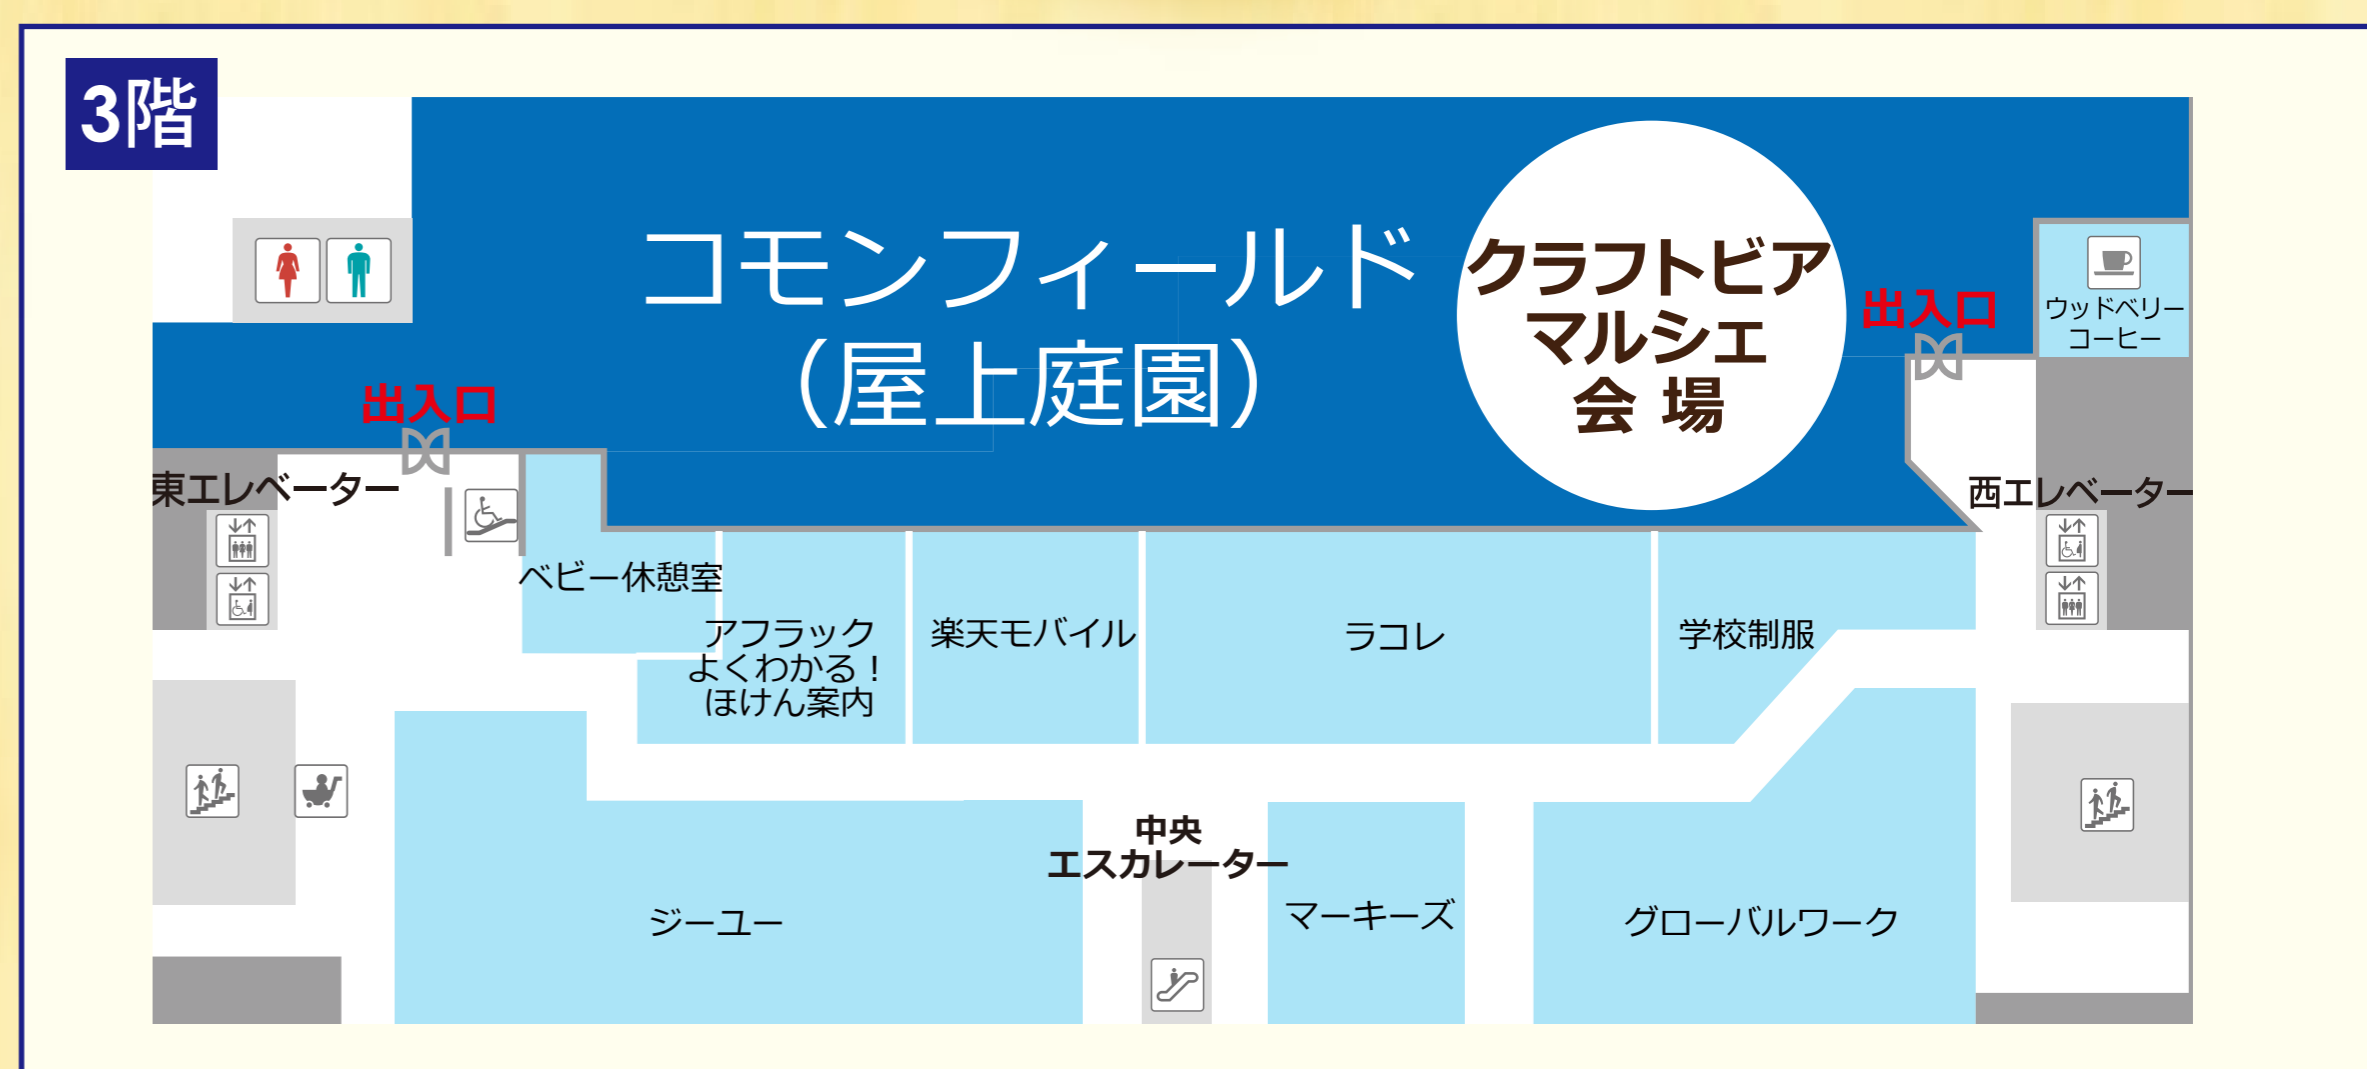 3階
コモンフィールド
（屋上庭園）
クラフトビア
マルシェ
会 場
出入口
ウッドベリー
コーヒー
出入口
東エレベーター
西エレベーター
ベビー休憩室
アフラック
よくわかる！
ほけん案内
楽天モバイル
ラコレ
学校制服
中央
エスカレーター
ジーユー
マーキーズ
グローバルワーク